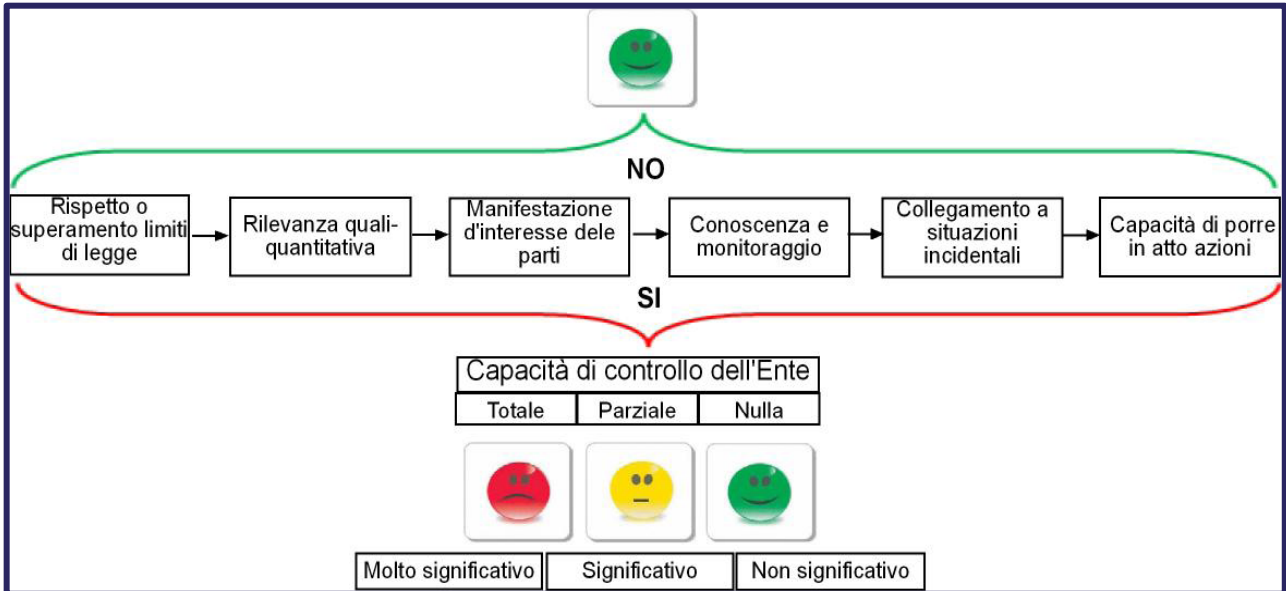 NO
Rispetto o
superamento limiti
di legge
Rilevanza quali-
quantitativa
Manifestazione
d'interesse dele
parti
Conoscenza e
monitoraggio
Collegamento a
situazioni
incidentali
Capacità di porre
in atto azioni
SI
Capacità di controllo dell'Ente
Totale
Parziale
Nulla
Molto significativo
Significativo
Non significativo